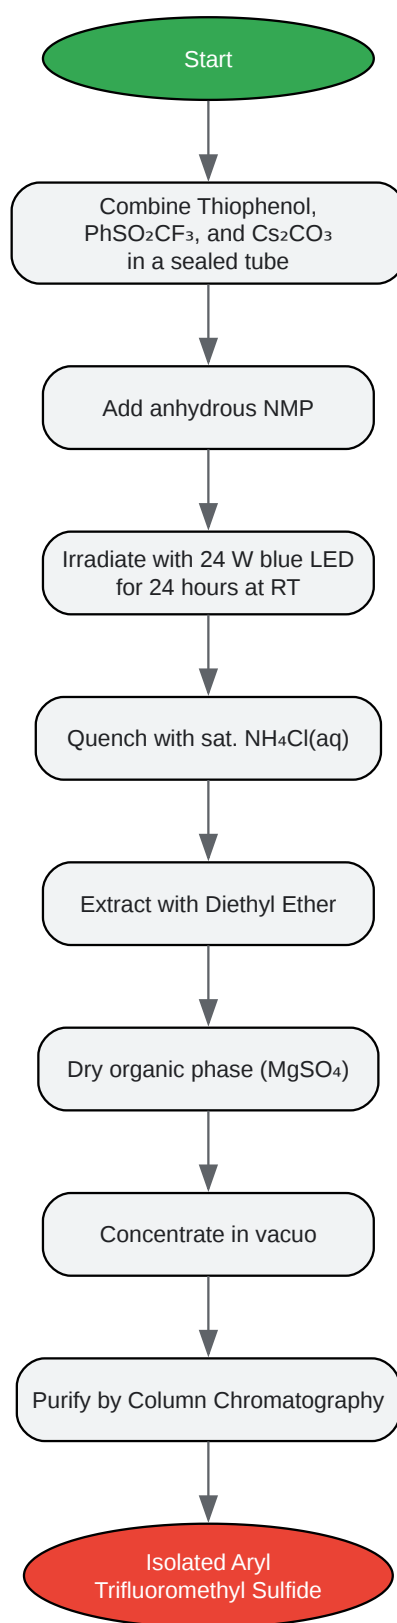 Start
Combine Thiophenol,
PhSO₂CF₃, and Cs₂CO₃
in a sealed tube
Add anhydrous NMP
Irradiate with 24 W blue LED
for 24 hours at RT
Quench with sat. NH₄Cl(aq)
Extract with Diethyl Ether
Dry organic phase (MgSO₄)
Concentrate in vacuo
Purify by Column Chromatography
Isolated Aryl
Trifluoromethyl Sulfide